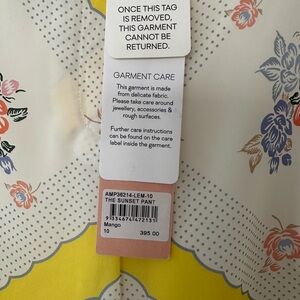 ONCE THIS TAG
IS REMOVED,
THIS GARMENT
CANNOT BE
RETURNED.
GARMENT CARE
This garment is made
from delicate fabric.
Please take care around
jewellery, accessories &
rough surfaces.
Further care instructions
can be found on the care
label inside the garment.
AMP36214-LEM-10
THE SUNSET PANT
9334674472131
Mango
10 395.00